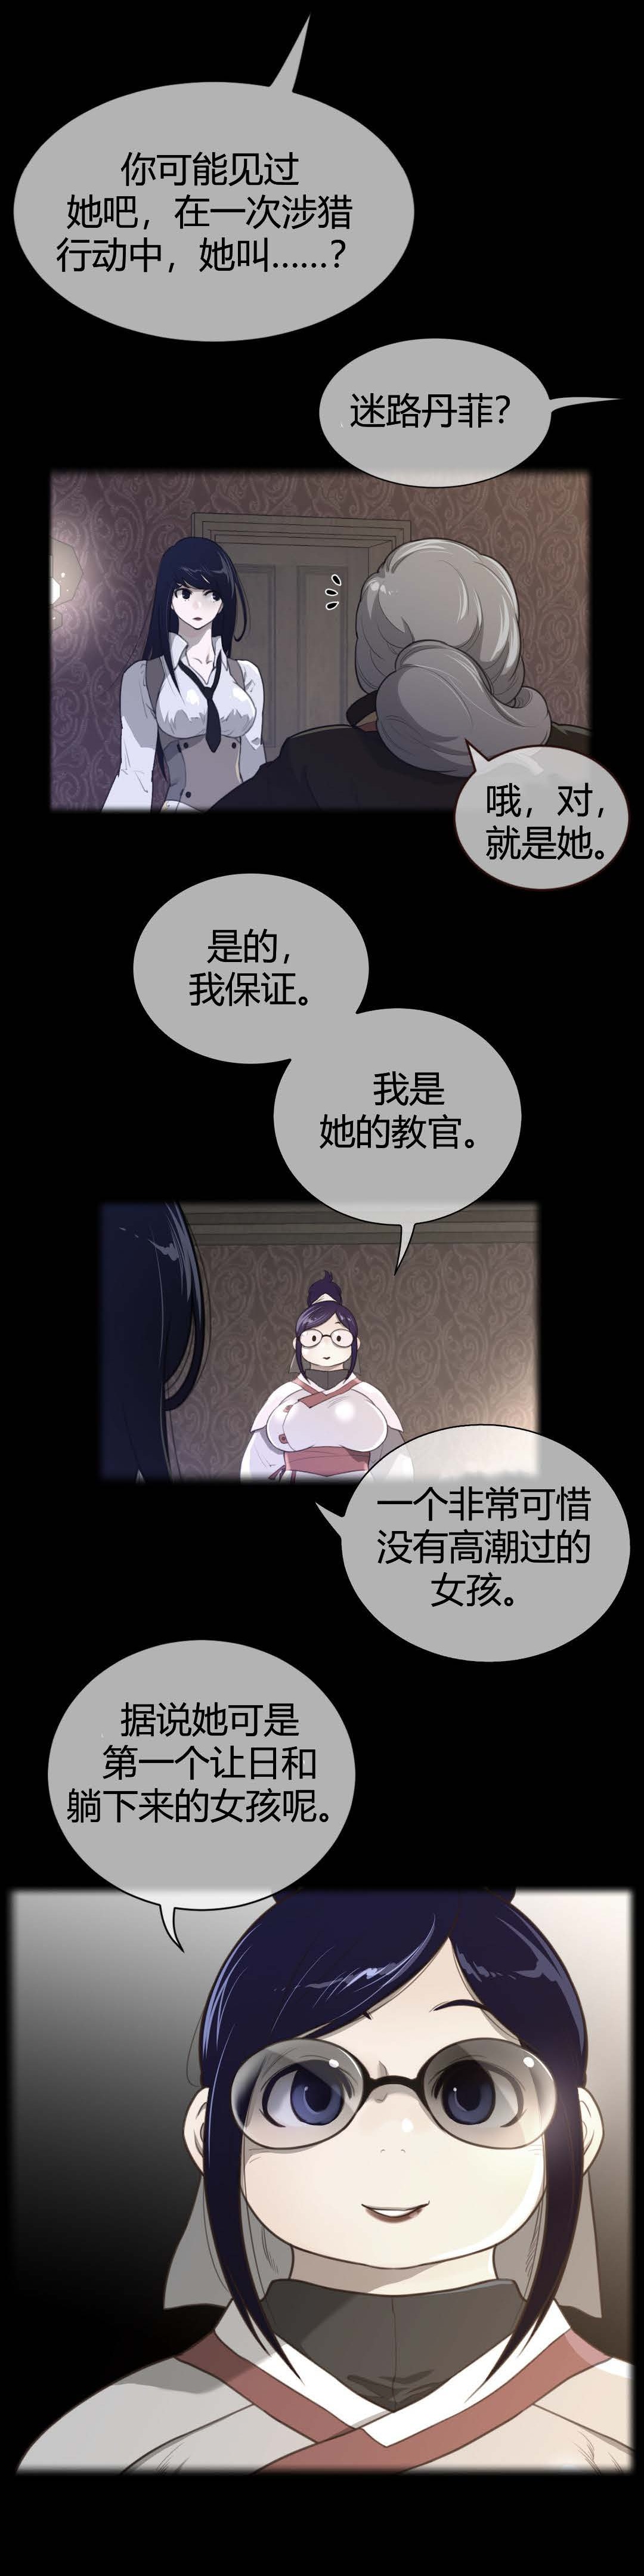 你可能见过
她吧，在一次涉猎
行动中，她叫……？
迷路丹菲？
哦，对，
就是她。
是的，
我保证。
我是
她的教官。
一个非常可惜
没有高潮过的
女孩。
据说她可是
第一个让日和
躺下来的女孩呢。